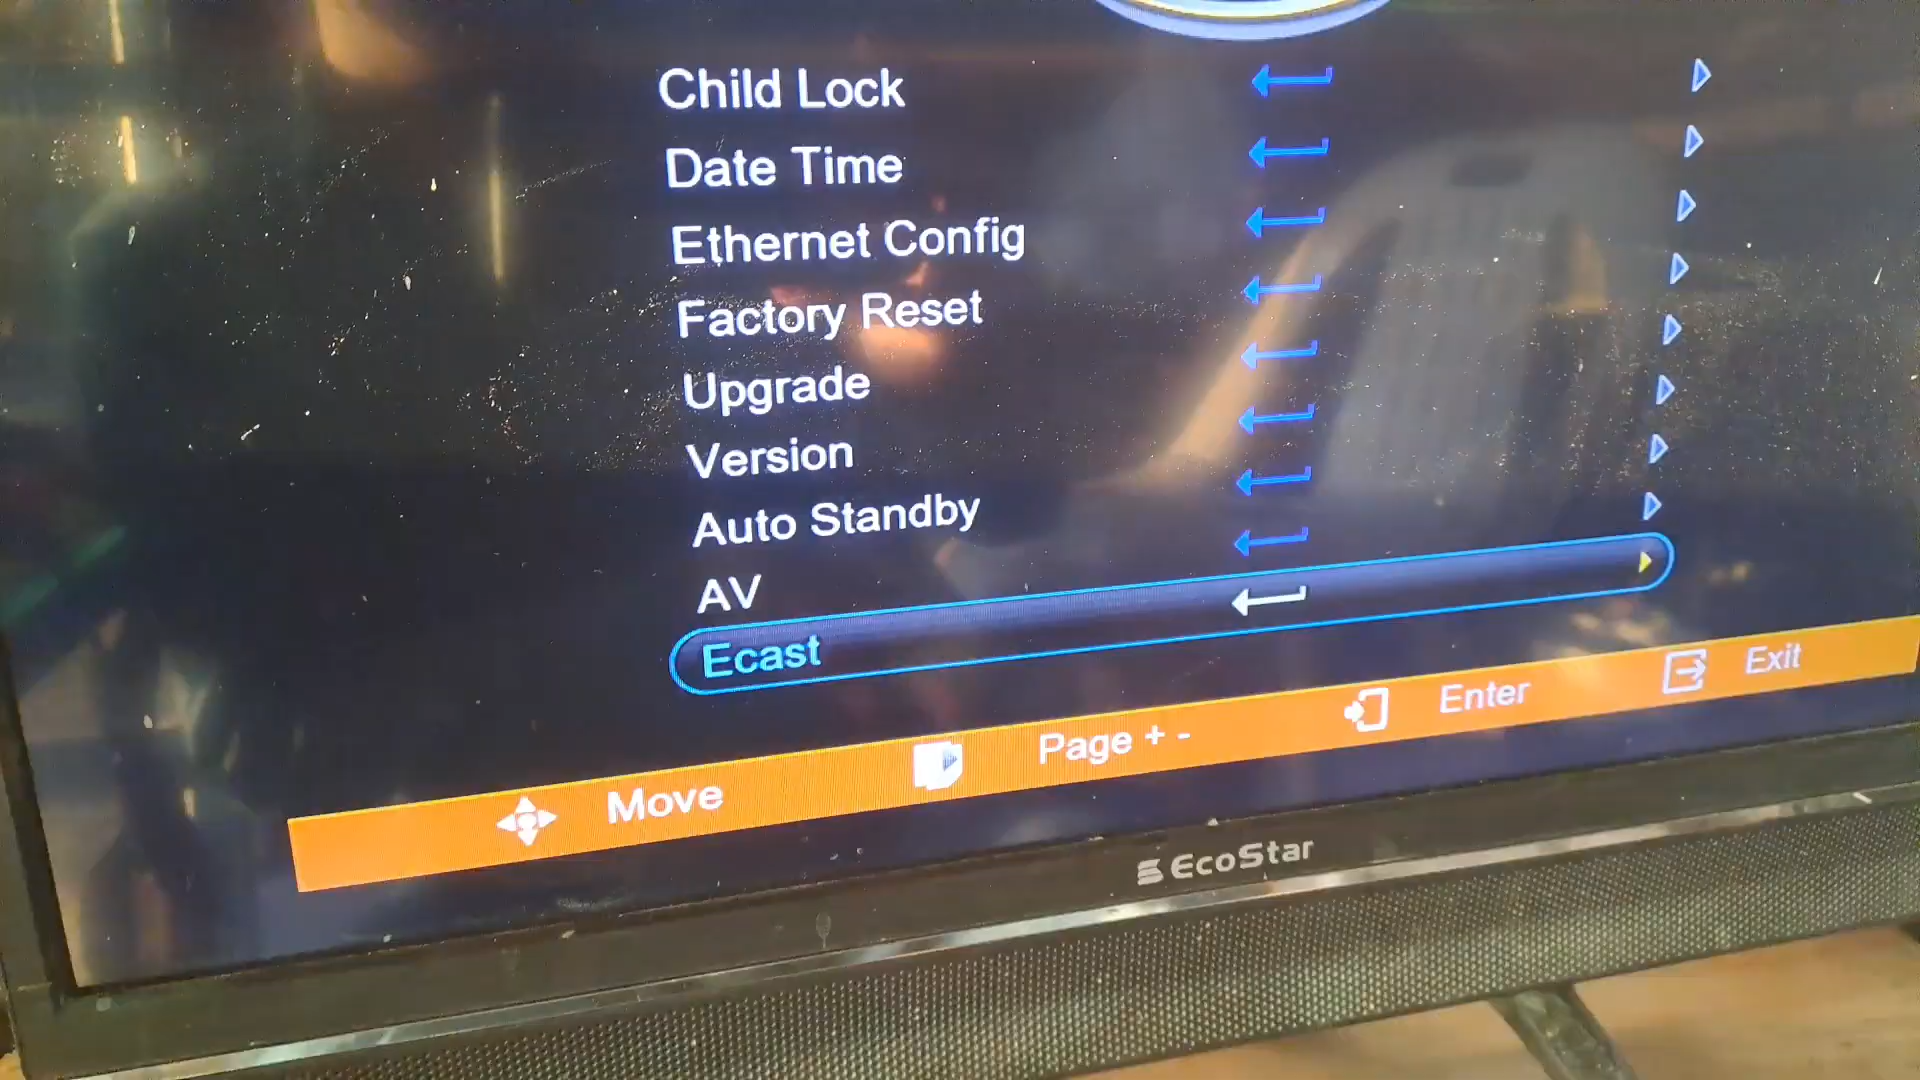 Child Lock
Date Time
Ethernet Config
Factory Reset
Upgrade
Version
Auto Standby
AV
Ecast
Move Page + - Enter Exit
EcoStar